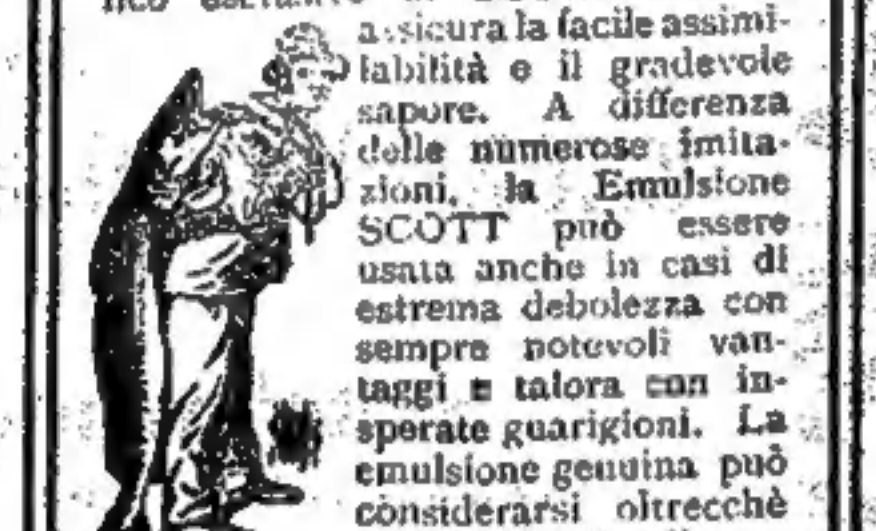 assicura la facile assimi-
labilità e il gradevole
sapore. A differenza
delle numerose imita-
zioni, la Emulsione
SCOTT può essere
usata anche in casi di
estrema debolezza con
sempre notevoli van-
taggi e talora con in-
sperate guarigioni. La
emulsione genuina può
considerarsi oltrecchè